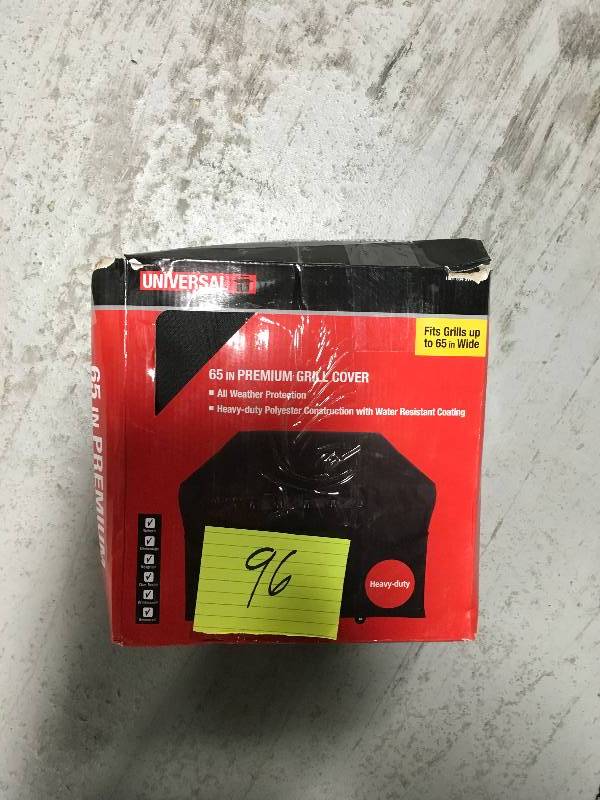 UNIVERSAL
Fits Grills up
to 65 in Wide
65 IN PREMIUM GRILL COVER
▪ All Weather Protection
▪ Heavy-duty Polyester Construction with Water Resistant Coating
65 IN PREMIUM
96
Heavy-duty